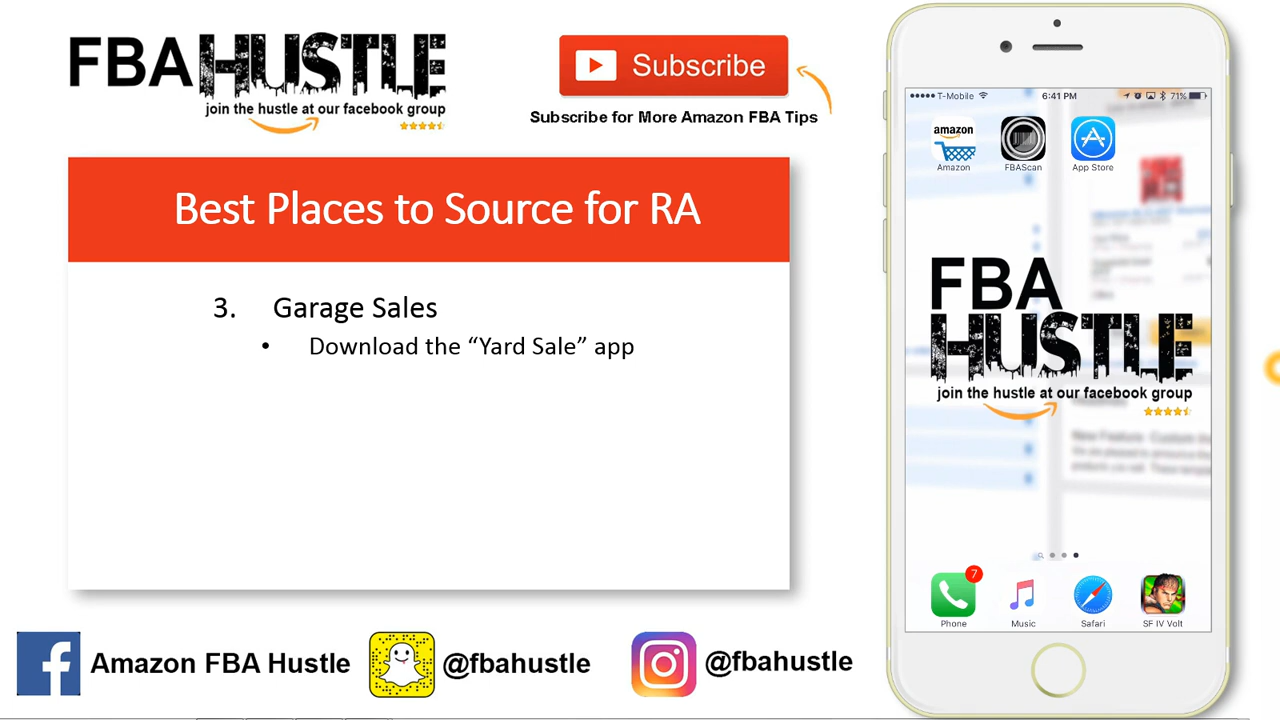 FBA HUSTLE
join the hustle at our facebook group
Subscribe
Subscribe for More Amazon FBA Tips
Best Places to Source for RA
3. Garage Sales
• Download the “Yard Sale” app
Amazon FBA Hustle
@fbahustle
@fbahustle
T-Mobile 6:41 PM 71%
amazon
Amazon FBAScan App Store
FBA
HUSTLE
join the hustle at our facebook group
7
Phone Music Safari SF IV Volt